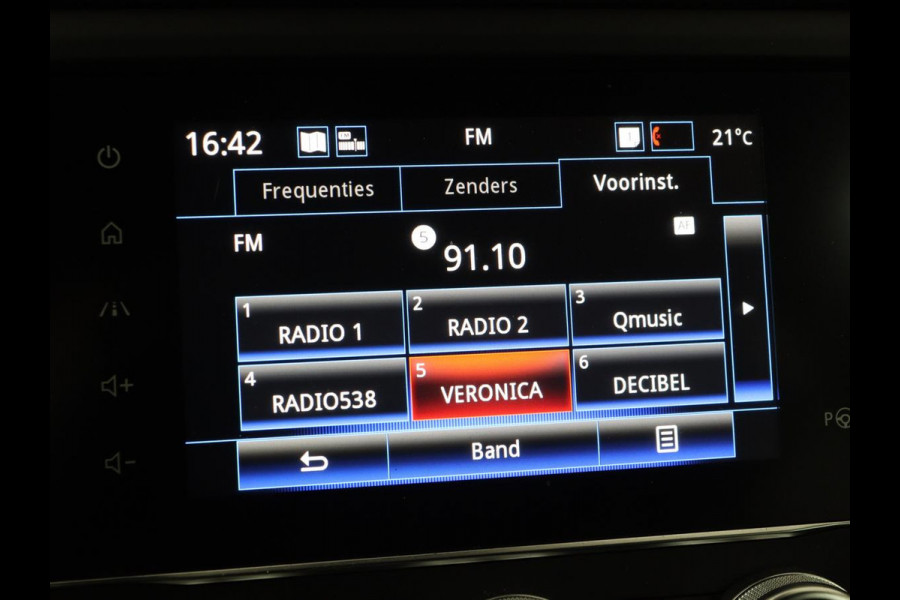 16:42 FM 21°C
Frequenties Zenders Voorinst.
FM 5 91.10 AF
1 RADIO 1 2 RADIO 2 3 Qmusic
4 RADIO538 5 VERONICA 6 DECIBEL
Band
P